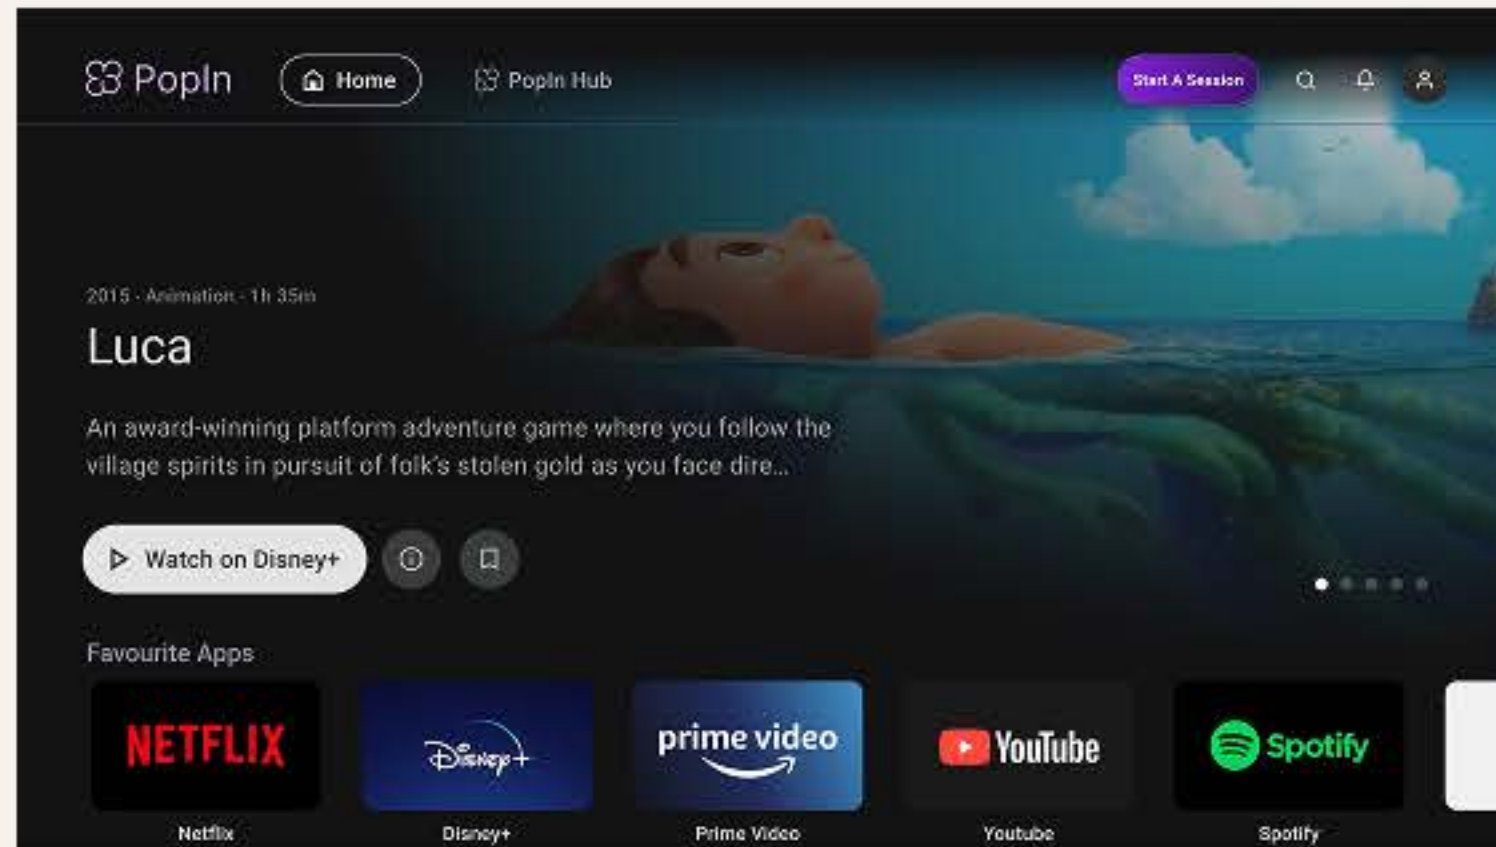 PopIn
Home
PopIn Hub
Start A Session
2015 · Animation · 1h 35m
Luca
An award-winning platform adventure game where you follow the
village spirits in pursuit of folk's stolen gold as you face dire...
Watch on Disney+
Favourite Apps
NETFLIX
Disney+
prime video
YouTube
Spotify
Netflix
Disney+
Prime Video
Youtube
Spotify